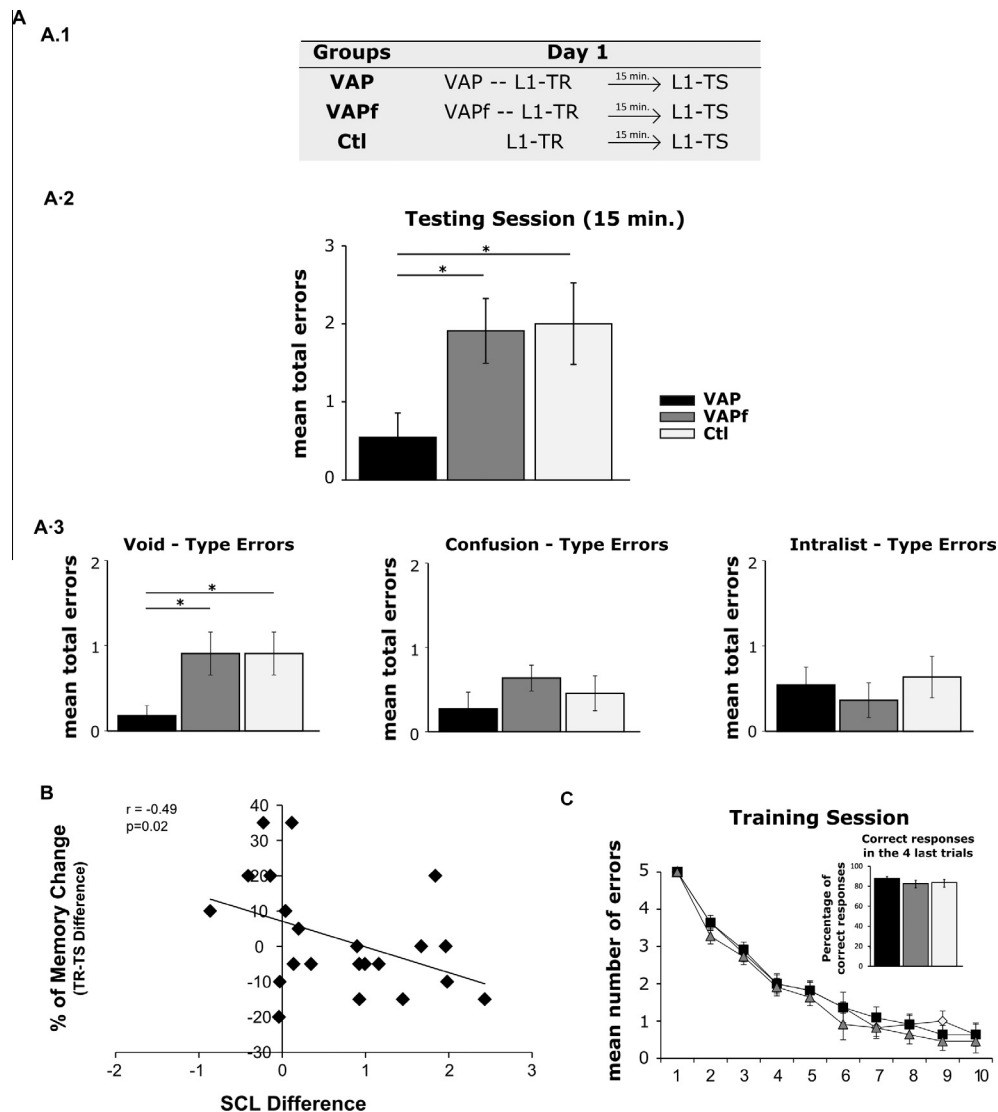 A
A.1
Groups Day 1
VAP VAP -- L1-TR 15 min. L1-TS
VAPf VAPf -- L1-TR 15 min. L1-TS
Ctl L1-TR 15 min. L1-TS
A·2
Testing Session (15 min.)
mean total errors
3
2
1
0
*
*
VAP
VAPf
Ctl
A·3
Void - Type Errors
mean total errors
2
1
0
*
*
Confusion - Type Errors
mean total errors
2
1
0
Intralist - Type Errors
mean total errors
2
1
0
B
r = -0.49
p=0.02
% of Memory Change
(TR-TS Difference)
40
30
20
10
0
-10
-20
-30
-2 -1 0 1 2 3
SCL Difference
C
Training Session
mean number of errors
5
4
3
2
1
0
1 2 3 4 5 6 7 8 9 10
Correct responses
in the 4 last trials
Percentage of
correct responses
100
80
60
40
20
0